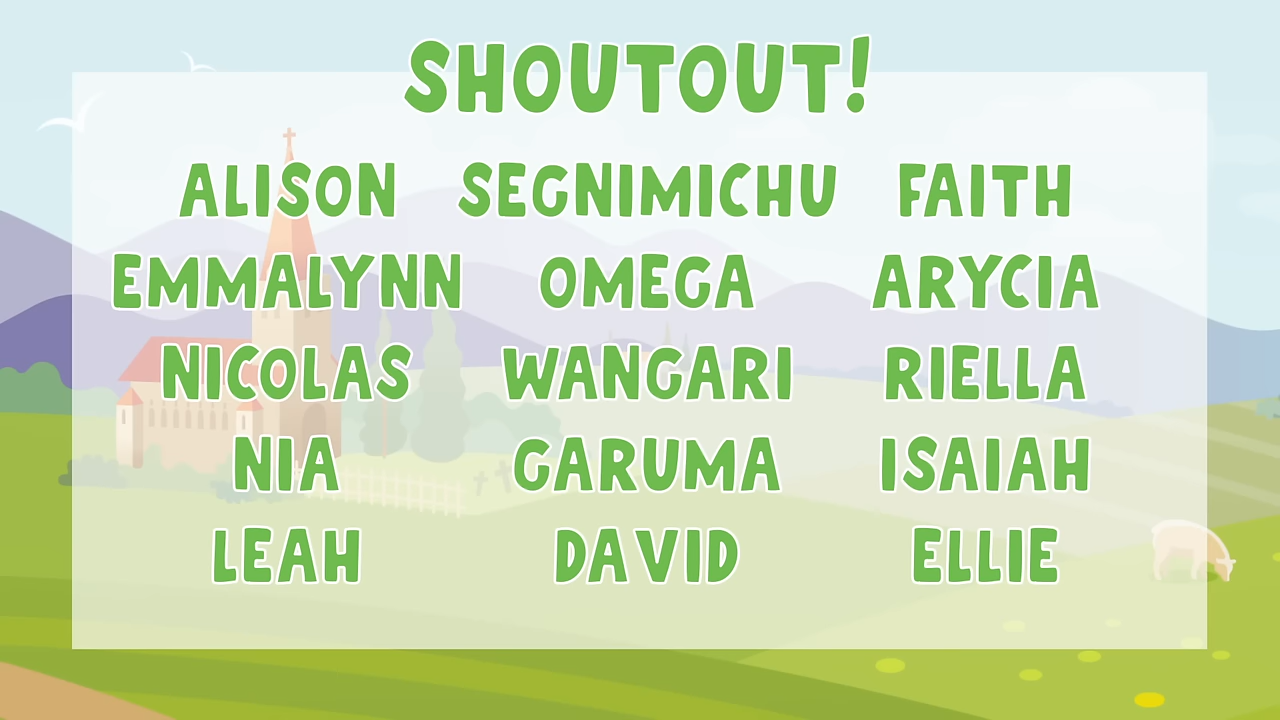 SHOUTOUT!
ALISON SEGNIMICHU FAITH
EMMALYNN OMEGA ARYCIA
NICOLAS WANGARI RIELLA
NIA GARUMA ISAIAH
LEAH DAVID ELLIE